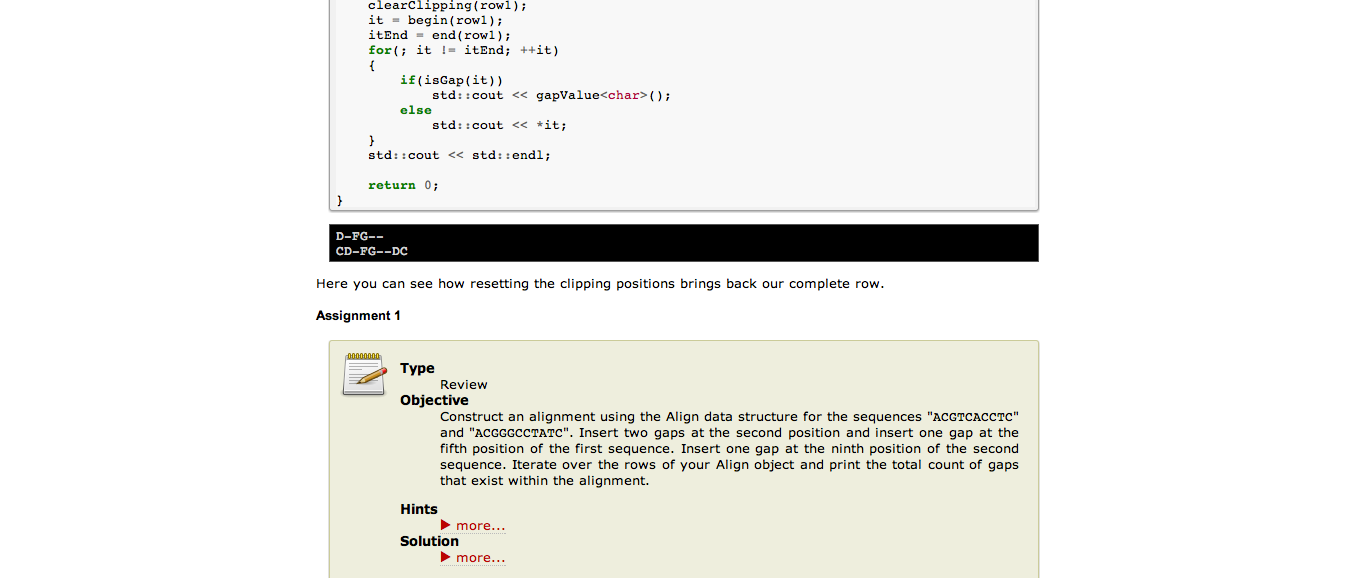 clearClipping(row1);
it = begin(row1);
itEnd = end(row1);
for(; it != itEnd; ++it)
{
if(isGap(it))
std::cout << gapValue<char>();
else
std::cout << *it;
}
std::cout << std::endl;
return 0;
}
D-FG--
CD-FG--DC
Here you can see how resetting the clipping positions brings back our complete row.
Assignment 1
Type
Review
Objective
Construct an alignment using the Align data structure for the sequences "ACGTCACCTC"
and "ACGGGCCTATC". Insert two gaps at the second position and insert one gap at the
fifth position of the first sequence. Insert one gap at the ninth position of the second
sequence. Iterate over the rows of your Align object and print the total count of gaps
that exist within the alignment.
Hints
▶ more...
Solution
▶ more...